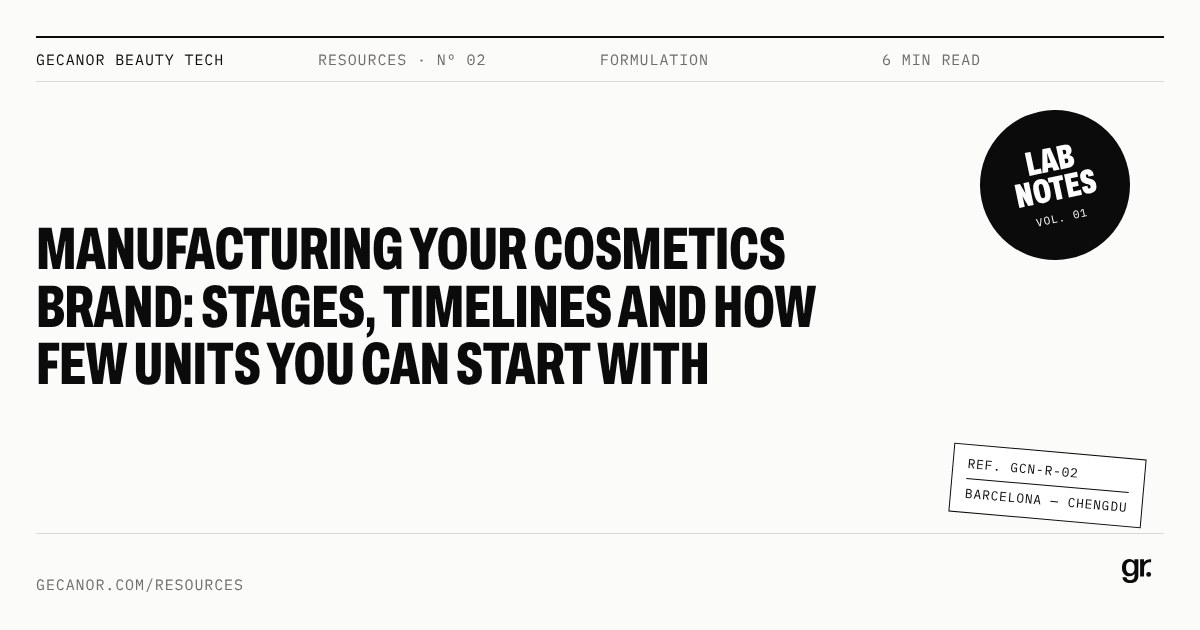 GECANOR BEAUTY TECH
RESOURCES · Nº 02
FORMULATION
6 MIN READ
LAB
NOTES
VOL. 01
MANUFACTURING YOUR COSMETICS
BRAND: STAGES, TIMELINES AND HOW
FEW UNITS YOU CAN START WITH
REF. GCN-R-02
BARCELONA — CHENGDU
GECANOR.COM/RESOURCES
gr.